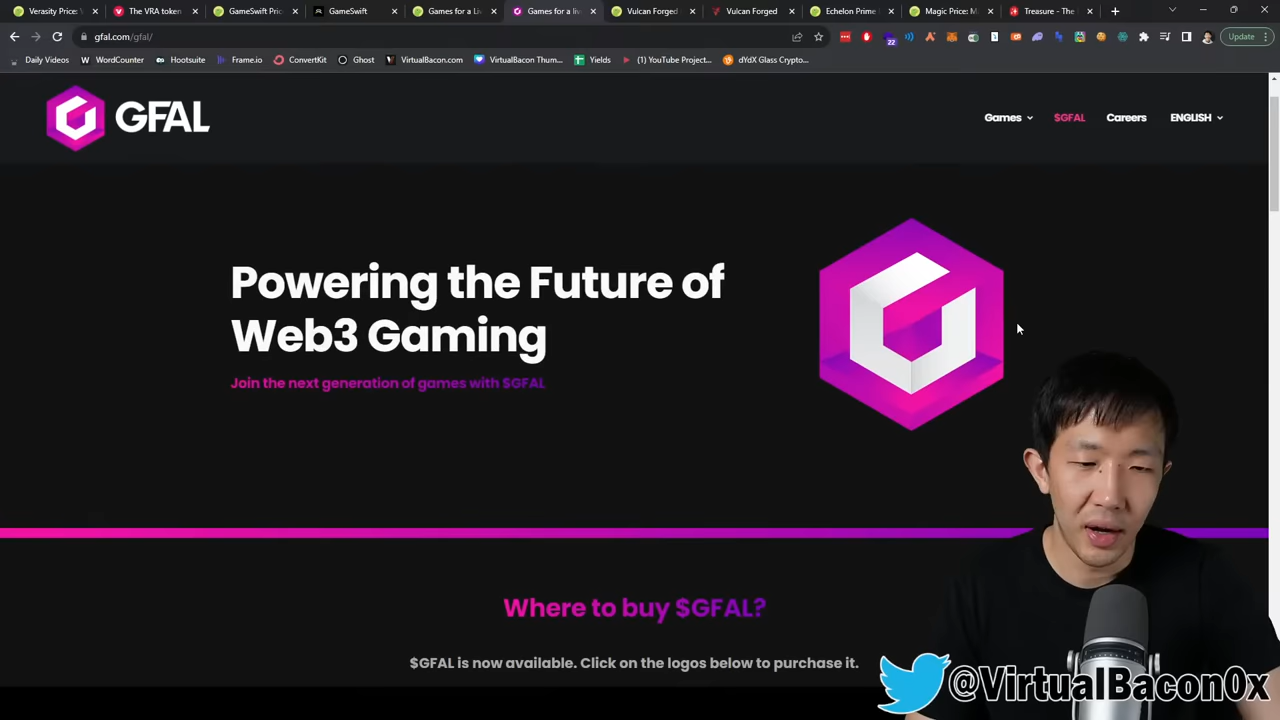 Verasity Price:
The VRA token
GameSwift Pric
GameSwift
Games for a Liv
Games for a liv
Vulcan Forged
Vulcan Forged
Echelon Prime
Magic Price: M
Treasure - The
gfal.com/gfal/
22
Update
Daily Videos
WordCounter
Hootsuite
Frame.io
ConvertKit
Ghost
VirtualBacon.com
VirtualBacon Thum...
Yields
(1) YouTube Project...
dYdX Glass Crypto...
GFAL
Games
$GFAL
Careers
ENGLISH
Powering the Future of
Web3 Gaming
Join the next generation of games with $GFAL
Where to buy $GFAL?
$GFAL is now available. Click on the logos below to purchase it.
@VirtualBacon0x